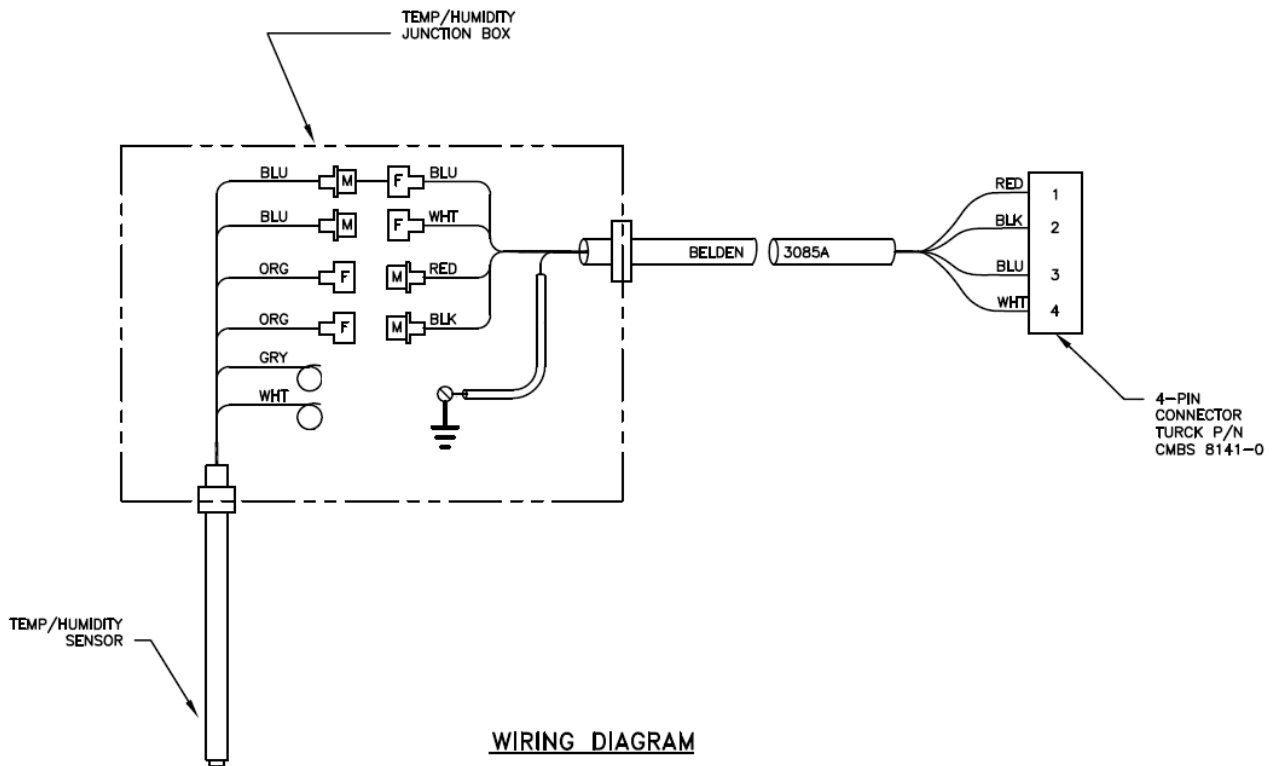 TEMP/HUMIDITY
JUNCTION BOX
BLU M F BLU
BLU M F WHT
ORG F M RED
ORG F M BLK
GRY
WHT
BELDEN 3085A
RED 1
BLK 2
BLU 3
WHT 4
4-PIN
CONNECTOR
TURCK P/N
CMBS 8141-0
TEMP/HUMIDITY
SENSOR
WIRING DIAGRAM